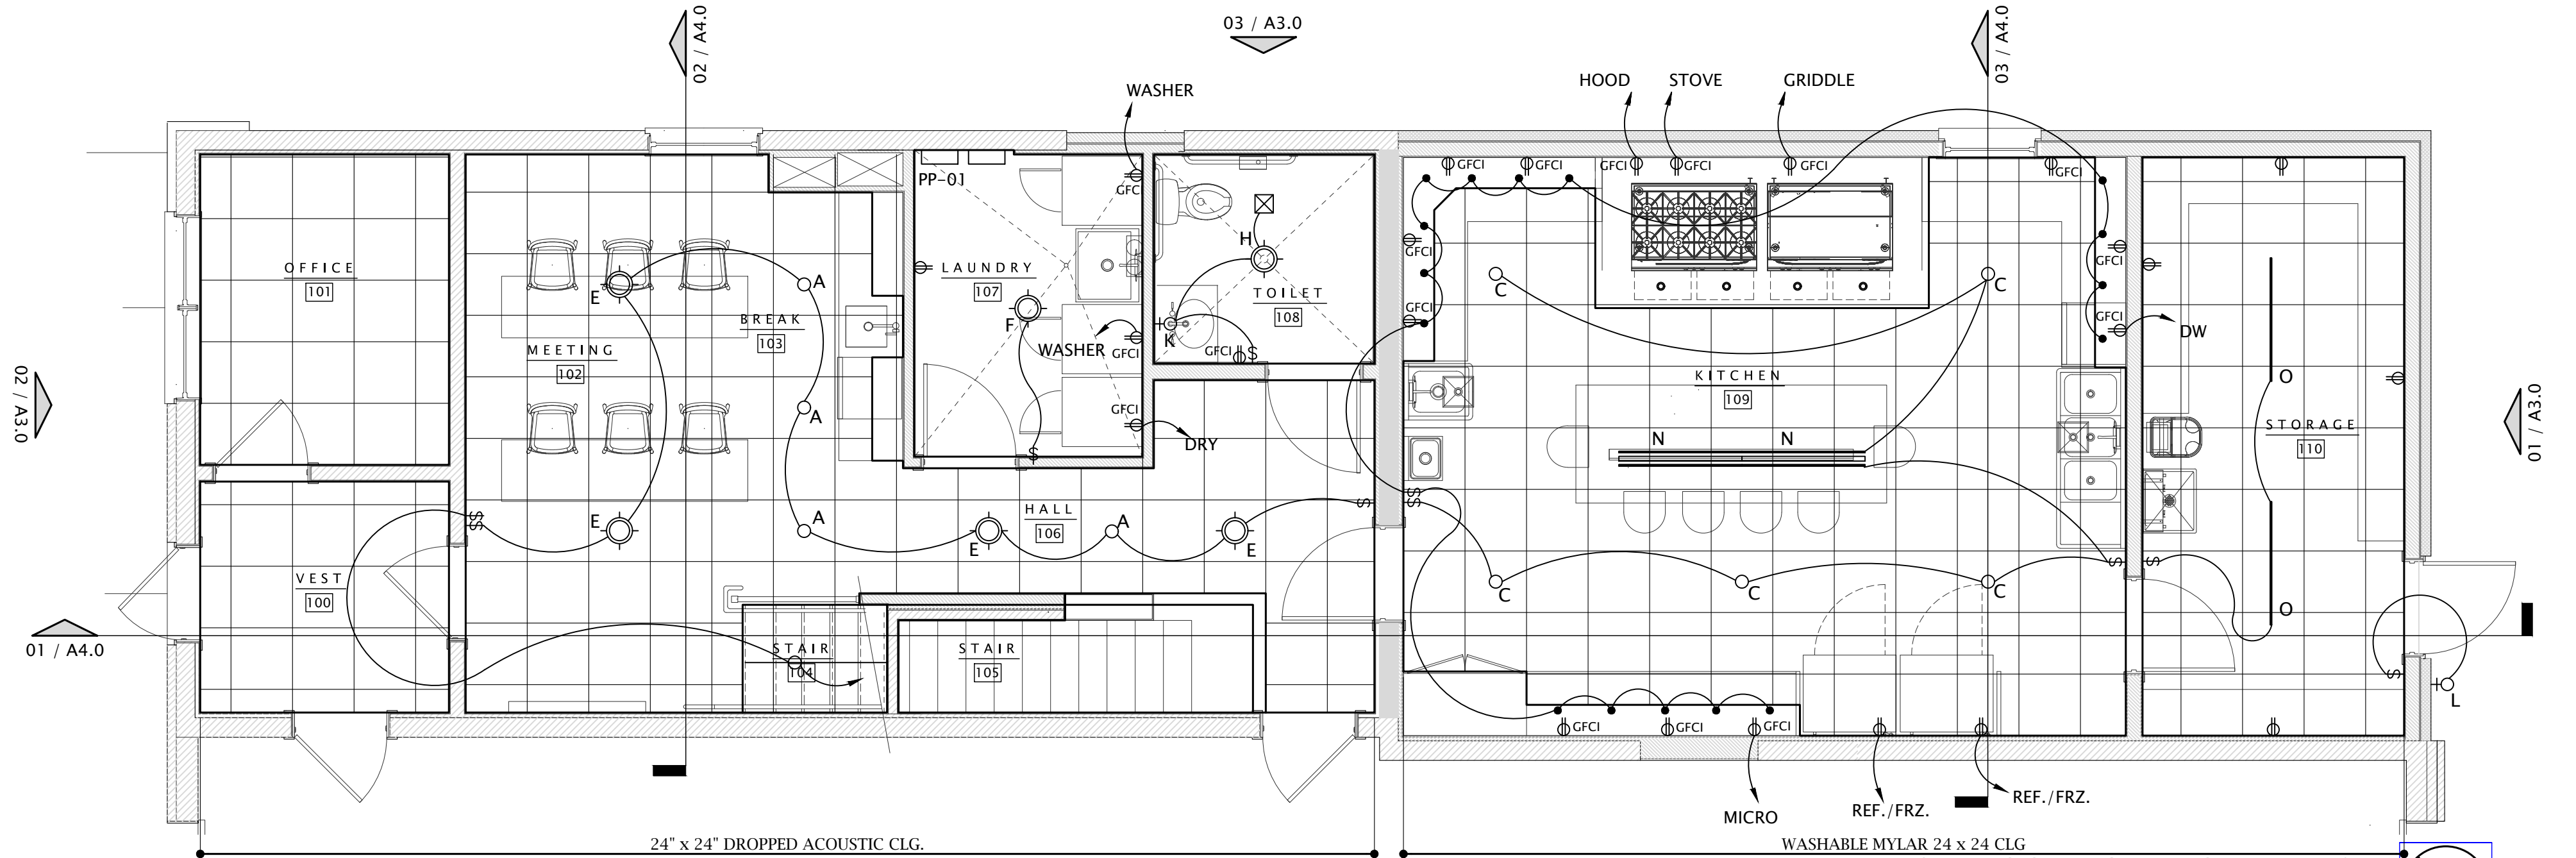 02 / A4.0
03 / A3.0
03 / A4.0
HOOD
STOVE
GRIDDLE
WASHER
GFCI
GFCI
GFCI
GFCI
GFCI
GFCI
PP-01
GFCI
H
GFCI
GFCI
OFFICE
101
E
A
BREAK
103
LAUNDRY
107
F
TOILET
108
C
C
GFCI
GFCI
DW
MEETING
102
WASHER
GFCI
K
GFCI
S
KITCHEN
109
O
02 / A3.0
A
GFCI
DRY
N
N
STORAGE
110
01 / A3.0
$
S
S
S
S
S
E
A
HALL
106
A
E
E
S
S
VEST
100
C
C
C
O
01 / A4.0
STAIR
104
STAIR
105
S
L
GFCI
GFCI
GFCI
MICRO
REF./FRZ.
REF./FRZ.
24" x 24" DROPPED ACOUSTIC CLG.
WASHABLE MYLAR 24 x 24 CLG